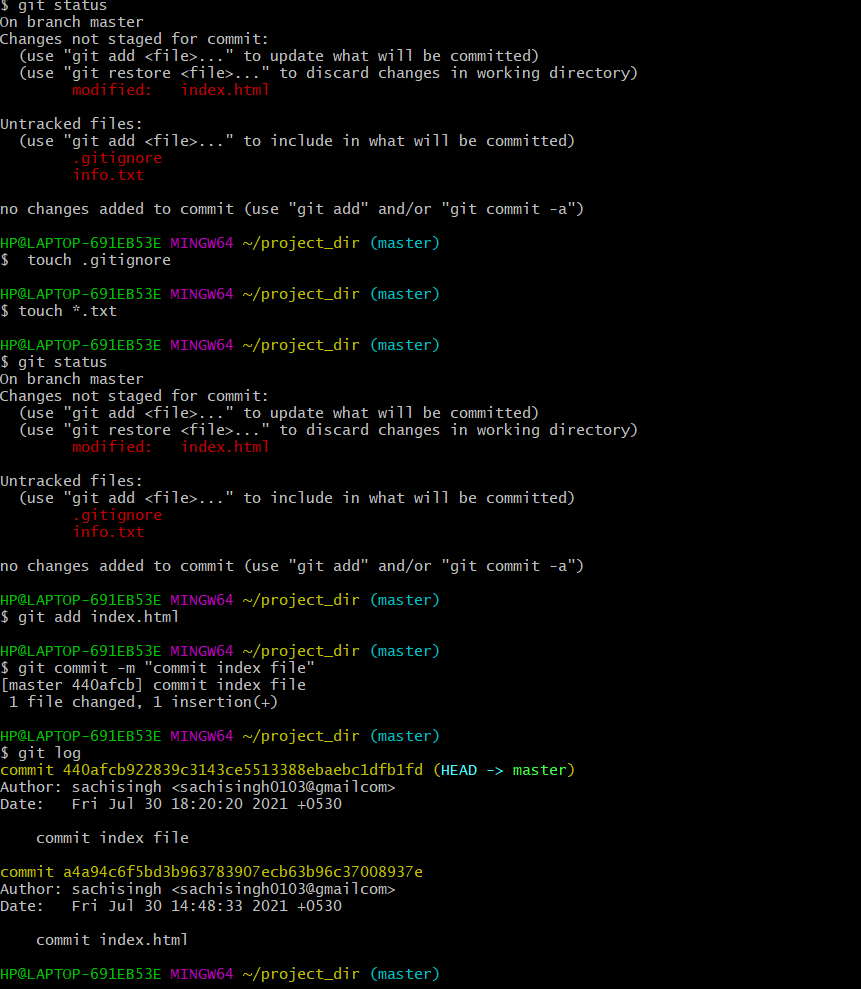 $ git status
On branch master
Changes not staged for commit:
  (use "git add <file>..." to update what will be committed)
  (use "git restore <file>..." to discard changes in working directory)
        modified:   index.html

Untracked files:
  (use "git add <file>..." to include in what will be committed)
        .gitignore
        info.txt

no changes added to commit (use "git add" and/or "git commit -a")

HP@LAPTOP-691EB53E MINGW64 ~/project_dir (master)
$  touch .gitignore

HP@LAPTOP-691EB53E MINGW64 ~/project_dir (master)
$ touch *.txt

HP@LAPTOP-691EB53E MINGW64 ~/project_dir (master)
$ git status
On branch master
Changes not staged for commit:
  (use "git add <file>..." to update what will be committed)
  (use "git restore <file>..." to discard changes in working directory)
        modified:   index.html

Untracked files:
  (use "git add <file>..." to include in what will be committed)
        .gitignore
        info.txt

no changes added to commit (use "git add" and/or "git commit -a")

HP@LAPTOP-691EB53E MINGW64 ~/project_dir (master)
$ git add index.html

HP@LAPTOP-691EB53E MINGW64 ~/project_dir (master)
$ git commit -m "commit index file"
[master 440afcb] commit index file
 1 file changed, 1 insertion(+)

HP@LAPTOP-691EB53E MINGW64 ~/project_dir (master)
$ git log
commit 440afcb922839c3143ce5513388ebaebc1dfb1fd (HEAD -> master)
Author: sachisingh <sachisingh0103@gmailcom>
Date:   Fri Jul 30 18:20:20 2021 +0530

    commit index file

commit a4a94c6f5bd3b963783907ecb63b96c37008937e
Author: sachisingh <sachisingh0103@gmailcom>
Date:   Fri Jul 30 14:48:33 2021 +0530

    commit index.html

HP@LAPTOP-691EB53E MINGW64 ~/project_dir (master)